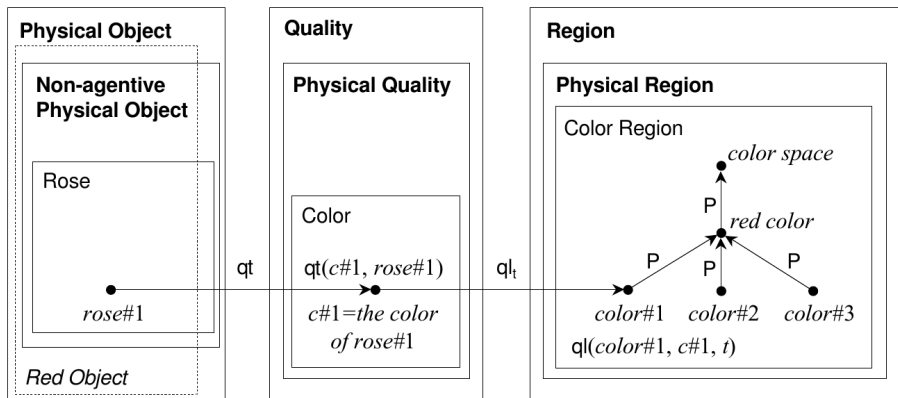 Physical Object
Non-agentive
Physical Object
Rose
rose#1
Red Object
qt
Quality
Physical Quality
Color
qt(c#1, rose#1)
c#1=the color
of rose#1
qlt
Region
Physical Region
Color Region
color space
P
red color
P
P
P
color#1
color#2
color#3
ql(color#1, c#1, t)